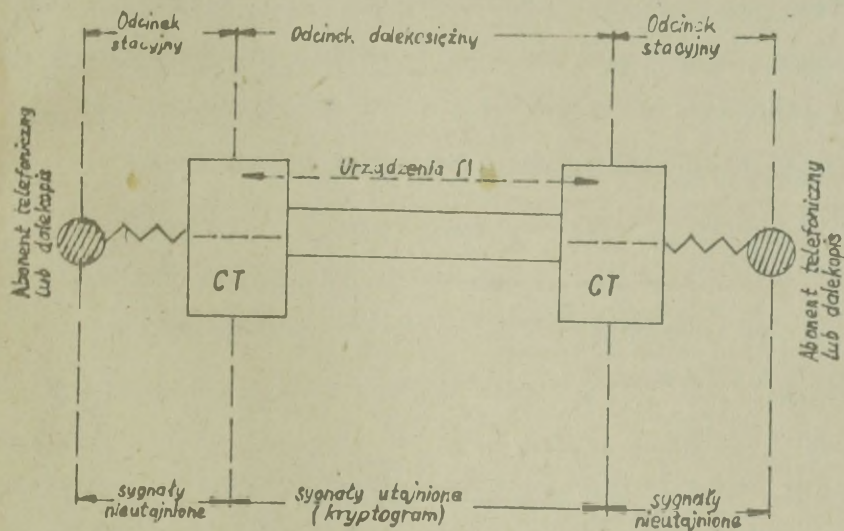 Odcinek
stacyjny
Odcinek dalekosiężny
Odcinek
stacyjny
Abonent telefoniczny
lub dalekopis
Urządzenia П
CT
CT
Abonent telefoniczny
lub dalekopis
sygnały
nieutajnione
sygnały utajnione
(kryptogram)
sygnały
nieutajnione